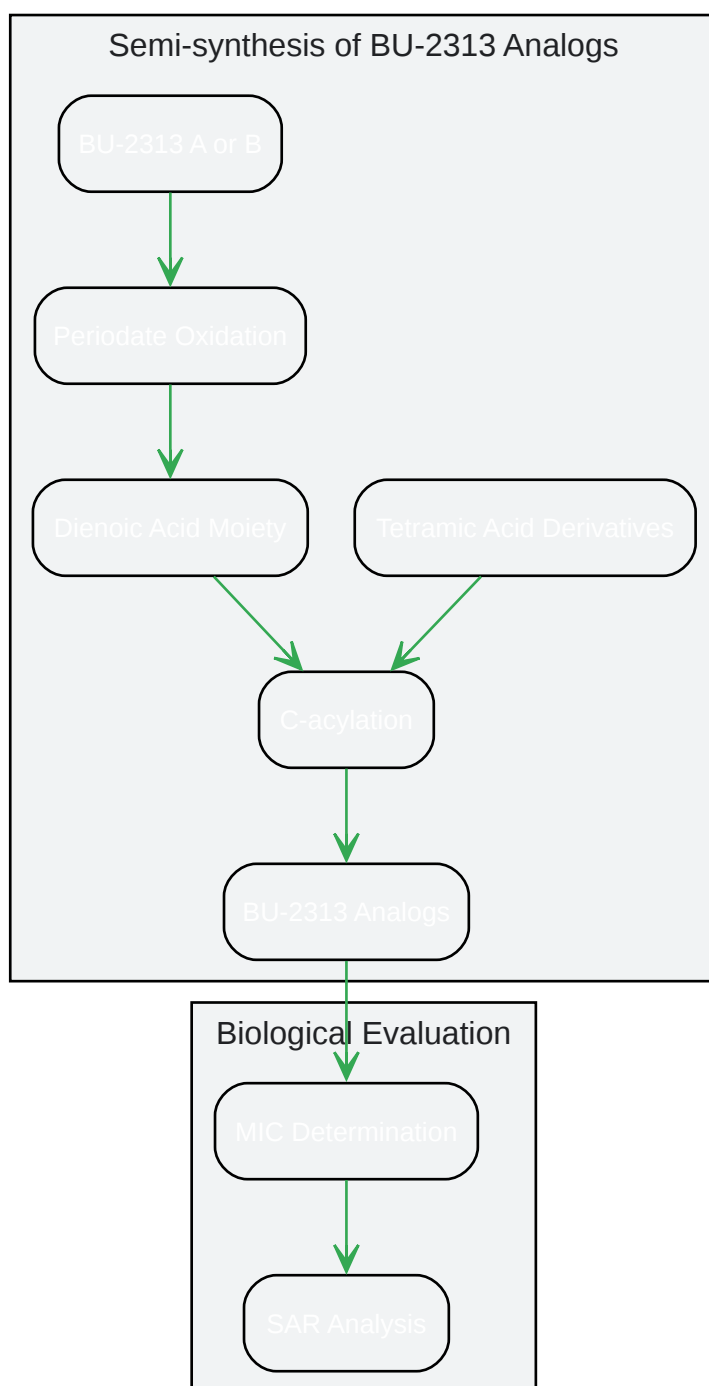 Semi-synthesis of BU-2313 Analogs
BU-2313 A or B
Periodate Oxidation
Dienoic Acid Moiety
Tetramic Acid Derivatives
C-acylation
BU-2313 Analogs
Biological Evaluation
MIC Determination
SAR Analysis